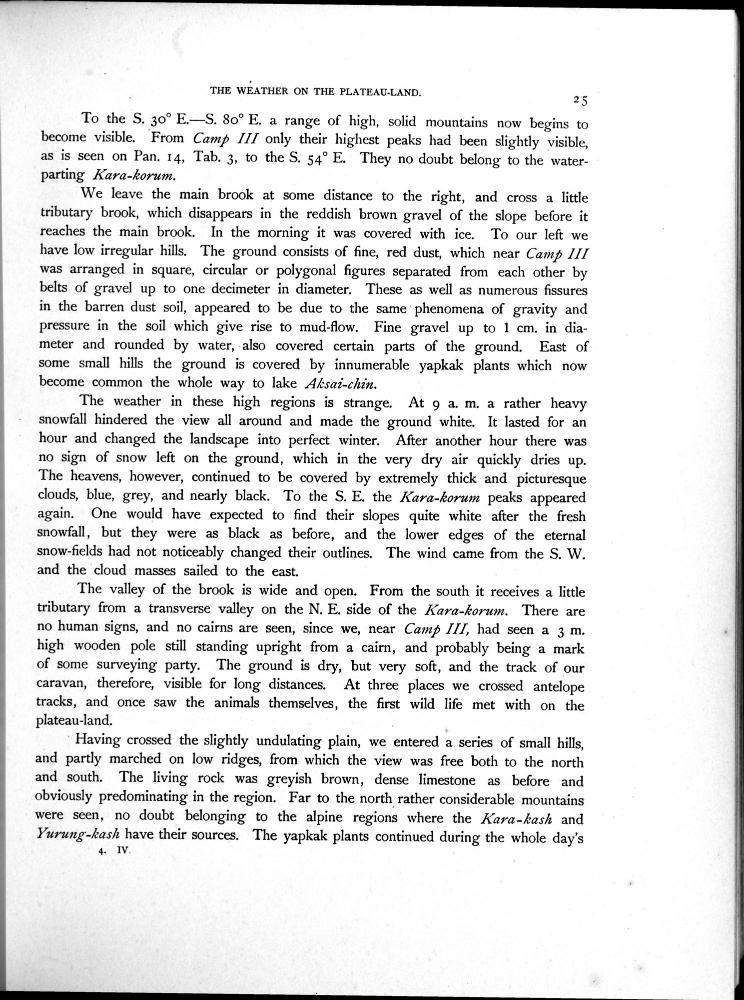 THE WEATHER ON THE PLATEAU-LAND.
25
To the S. 30° E.—S. 80° E. a range of high, solid mountains now begins to
become visible. From Camp III only their highest peaks had been slightly visible,
as is seen on Pan. 14, Tab. 3, to the S. 54° E. They no doubt belong to the water-
parting Kara-korum.
We leave the main brook at some distance to the right, and cross a little
tributary brook, which disappears in the reddish brown gravel of the slope before it
reaches the main brook. In the morning it was covered with ice. To our left we
have low irregular hills. The ground consists of fine, red dust, which near Camp III
was arranged in square, circular or polygonal figures separated from each other by
belts of gravel up to one decimeter in diameter. These as well as numerous fissures
in the barren dust soil, appeared to be due to the same phenomena of gravity and
pressure in the soil which give rise to mud-flow. Fine gravel up to 1 cm. in dia-
meter and rounded by water, also covered certain parts of the ground. East of
some small hills the ground is covered by innumerable yapkak plants which now
become common the whole way to lake Aksai-chin.
The weather in these high regions is strange. At 9 a. m. a rather heavy
snowfall hindered the view all around and made the ground white. It lasted for an
hour and changed the landscape into perfect winter. After another hour there was
no sign of snow left on the ground, which in the very dry air quickly dries up.
The heavens, however, continued to be covered by extremely thick and picturesque
clouds, blue, grey, and nearly black. To the S. E. the Kara-korum peaks appeared
again. One would have expected to find their slopes quite white after the fresh
snowfall, but they were as black as before, and the lower edges of the eternal
snow-fields had not noticeably changed their outlines. The wind came from the S. W.
and the cloud masses sailed to the east.
The valley of the brook is wide and open. From the south it receives a little
tributary from a transverse valley on the N. E. side of the Kara-korum. There are
no human signs, and no cairns are seen, since we, near Camp III, had seen a 3 m.
high wooden pole still standing upright from a cairn, and probably being a mark
of some surveying party. The ground is dry, but very soft, and the track of our
caravan, therefore, visible for long distances. At three places we crossed antelope
tracks, and once saw the animals themselves, the first wild life met with on the
plateau-land.
Having crossed the slightly undulating plain, we entered a series of small hills,
and partly marched on low ridges, from which the view was free both to the north
and south. The living rock was greyish brown, dense limestone as before and
obviously predominating in the region. Far to the north rather considerable mountains
were seen, no doubt belonging to the alpine regions where the Kara-kash and
Yurung-kash have their sources. The yapkak plants continued during the whole day's
4. IV.